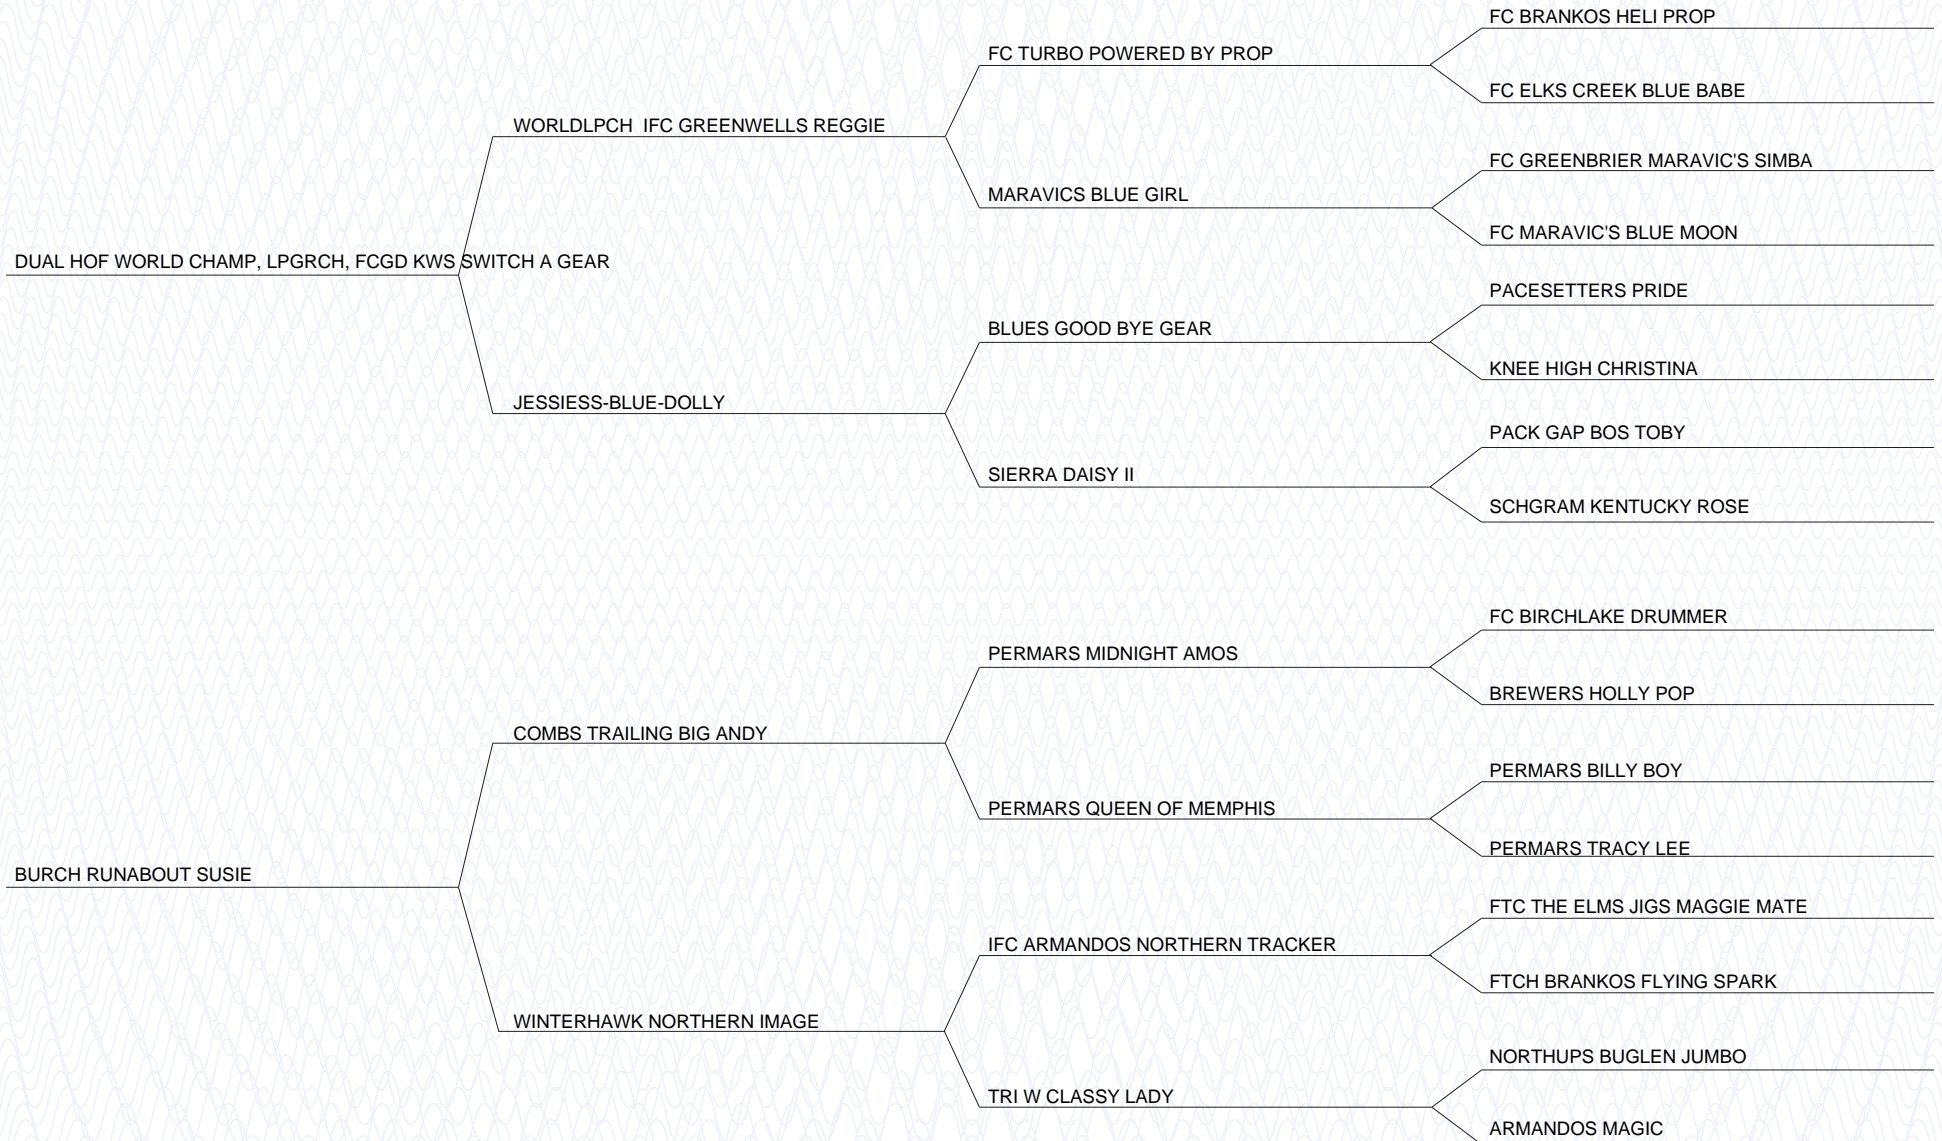 FC BRANKOS HELI PROP
FC TURBO POWERED BY PROP
FC ELKS CREEK BLUE BABE
WORLDLPCH  IFC GREENWELLS REGGIE
FC GREENBRIER MARAVIC'S SIMBA
MARAVICS BLUE GIRL
FC MARAVIC'S BLUE MOON
DUAL HOF WORLD CHAMP, LPGRCH, FCGD KWS SWITCH A GEAR
PACESETTERS PRIDE
BLUES GOOD BYE GEAR
KNEE HIGH CHRISTINA
JESSIESS-BLUE-DOLLY
PACK GAP BOS TOBY
SIERRA DAISY II
SCHGRAM KENTUCKY ROSE
FC BIRCHLAKE DRUMMER
PERMARS MIDNIGHT AMOS
BREWERS HOLLY POP
COMBS TRAILING BIG ANDY
PERMARS BILLY BOY
PERMARS QUEEN OF MEMPHIS
PERMARS TRACY LEE
BURCH RUNABOUT SUSIE
FTC THE ELMS JIGS MAGGIE MATE
IFC ARMANDOS NORTHERN TRACKER
FTCH BRANKOS FLYING SPARK
WINTERHAWK NORTHERN IMAGE
NORTHUPS BUGLEN JUMBO
TRI W CLASSY LADY
ARMANDOS MAGIC